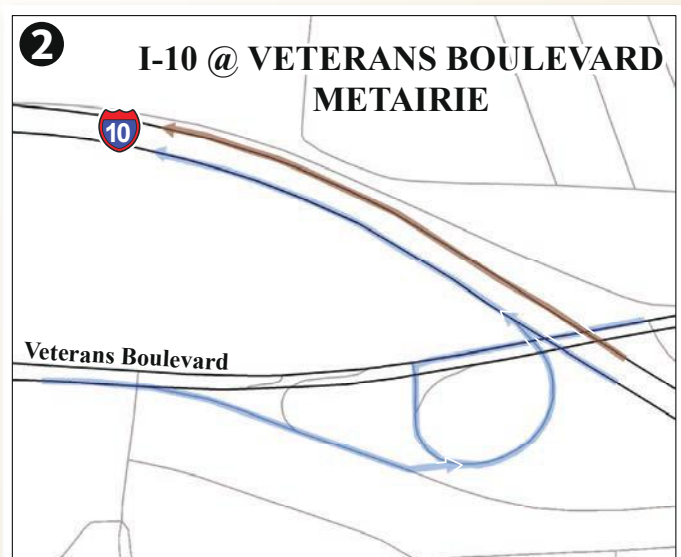 2
I-10 @ VETERANS BOULEVARD
METAIRIE
10
Veterans Boulevard